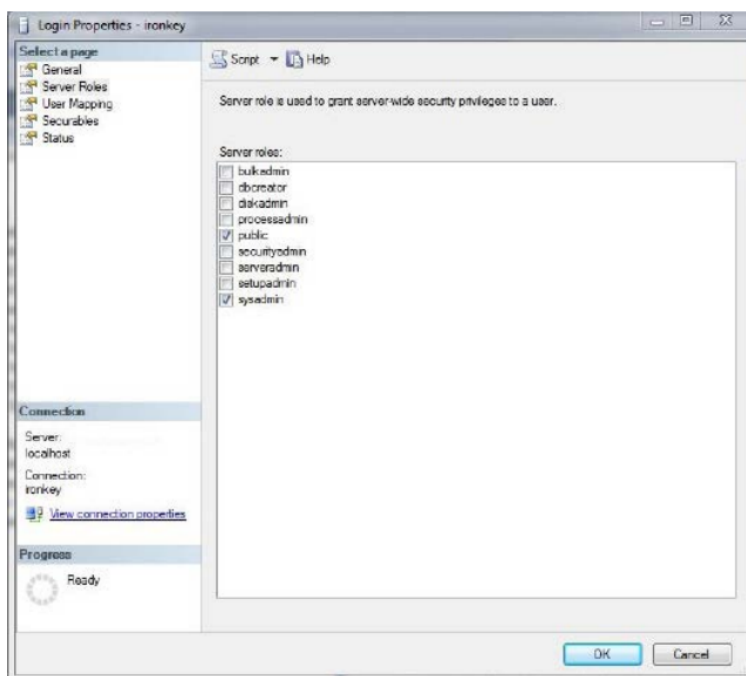 Login Properties - ironkey
Select a page
General
Server Roles
User Mapping
Securables
Status
Script
Help
Server role is used to grant server-wide security privileges to a user.
Server roles:
bulkadmin
dbcreator
diskadmin
processadmin
public
securityadmin
serveradmin
setupadmin
sysadmin
Connection
Server:
localhost
Connection:
ironkey
View connection properties
Progress
Ready
OK
Cancel